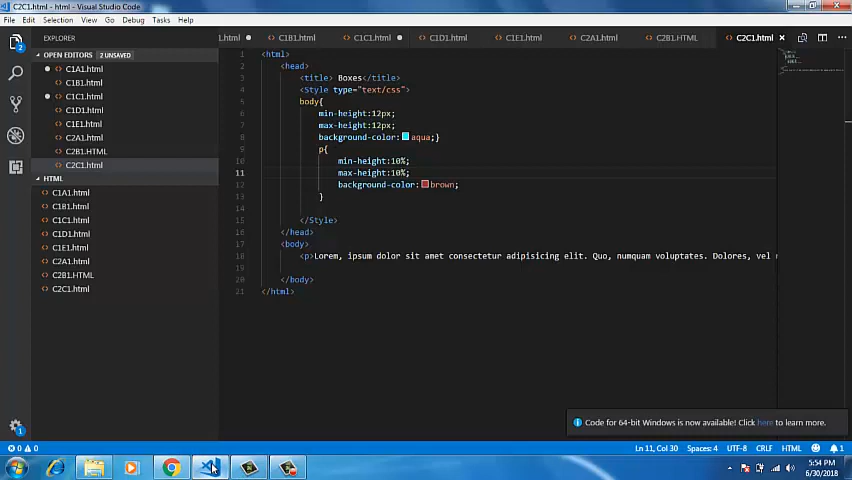 C2C1.html - html - Visual Studio Code
File Edit Selection View Go Debug Tasks Help
EXPLORER
.html C1B1.html C1C1.html C1D1.html C1E1.html C2A1.html C2B1.HTML C2C1.html
OPEN EDITORS 2 UNSAVED
C1A1.html
C1B1.html
C1C1.html
C1D1.html
C1E1.html
C2A1.html
C2B1.HTML
C2C1.html
HTML
C1A1.html
C1B1.html
C1C1.html
C1D1.html
C1E1.html
C2A1.html
C2B1.HTML
C2C1.html
1 <html>
2 <head>
3 <title> Boxes</title>
4 <Style type="text/css">
5 body{
6 min-height:12px;
7 max-height:12px;
8 background-color: aqua;}
9 p{
10 min-height:10%;
11 max-height:10%;
12 background-color: brown;
13 }
14
15 </Style>
16 </head>
17 <body>
18 <p>Lorem, ipsum dolor sit amet consectetur adipisicing elit. Quo, numquam voluptates. Dolores, vel
19
20 </body>
21 </html>
2
1
Code for 64-bit Windows is now available! Click here to learn more.
0 0 Ln 11, Col 30 Spaces: 4 UTF-8 CRLF HTML 1
5:54 PM
6/30/2018